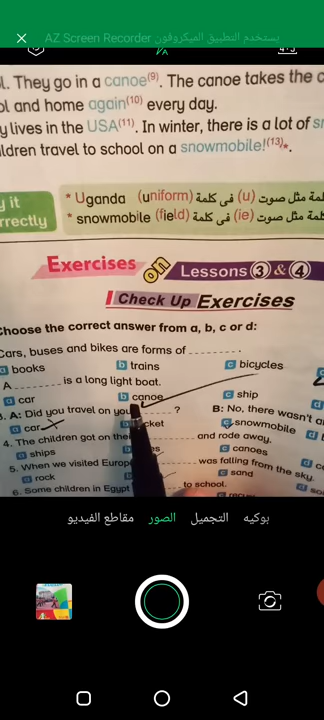 يستخدم التطبيق الميكروفون AZ Screen Recorder
l. They go in a canoe(9). The canoe takes the c
ol and home again(10) every day.
y lives in the USA(11). In winter, there is a lot of s
ldren travel to school on a snowmobile!(13)*.
y it
rrectly
* Uganda (uniform) لمة مثل صوت (u) فى كلمة
* snowmobile (field) لمة مثل صوت (ie) فى كلمة
Exercises on Lessons 3 & 4
Check Up Exercises
Choose the correct answer from a, b, c or d:
Cars, buses and bikes are forms of ........
a books b trains c bicycles
A ........ is a long light boat.
a car b canoe c ship d
3. A: Did you travel on you ........ ? B: No, there wasn't a
a car cket c snowmobile d
4. The children got on the ........ and rode away.
a ships es c canoes d
5. When we visited Europ ........ was falling from the sky.
a rock c sand d
6. Some children in Egypt ........ to school.
بوكيه التجميل الصور مقاطع الفيديو